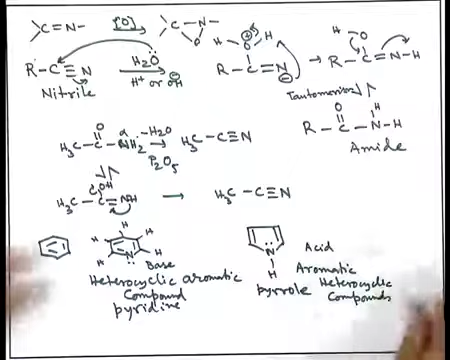 >C=N- [O] >C-N-
O
H2O
R-C≡N → R-C=N⊖ → R-C=N-H
H ⊕O H H-O
Nitrile H+ or ⊖OH Tautomerism
O H
R-C-N-H
Amide
O
H3C-C-NH2 -H2O → H3C-C≡N
P2O5
OH
H3C-C=NH → H3C-C≡N
H H H H N
Base
Heterocyclic aromatic
Compound
pyridine
N
H
Acid
Aromatic
pyrrole Heterocyclic
Compounds